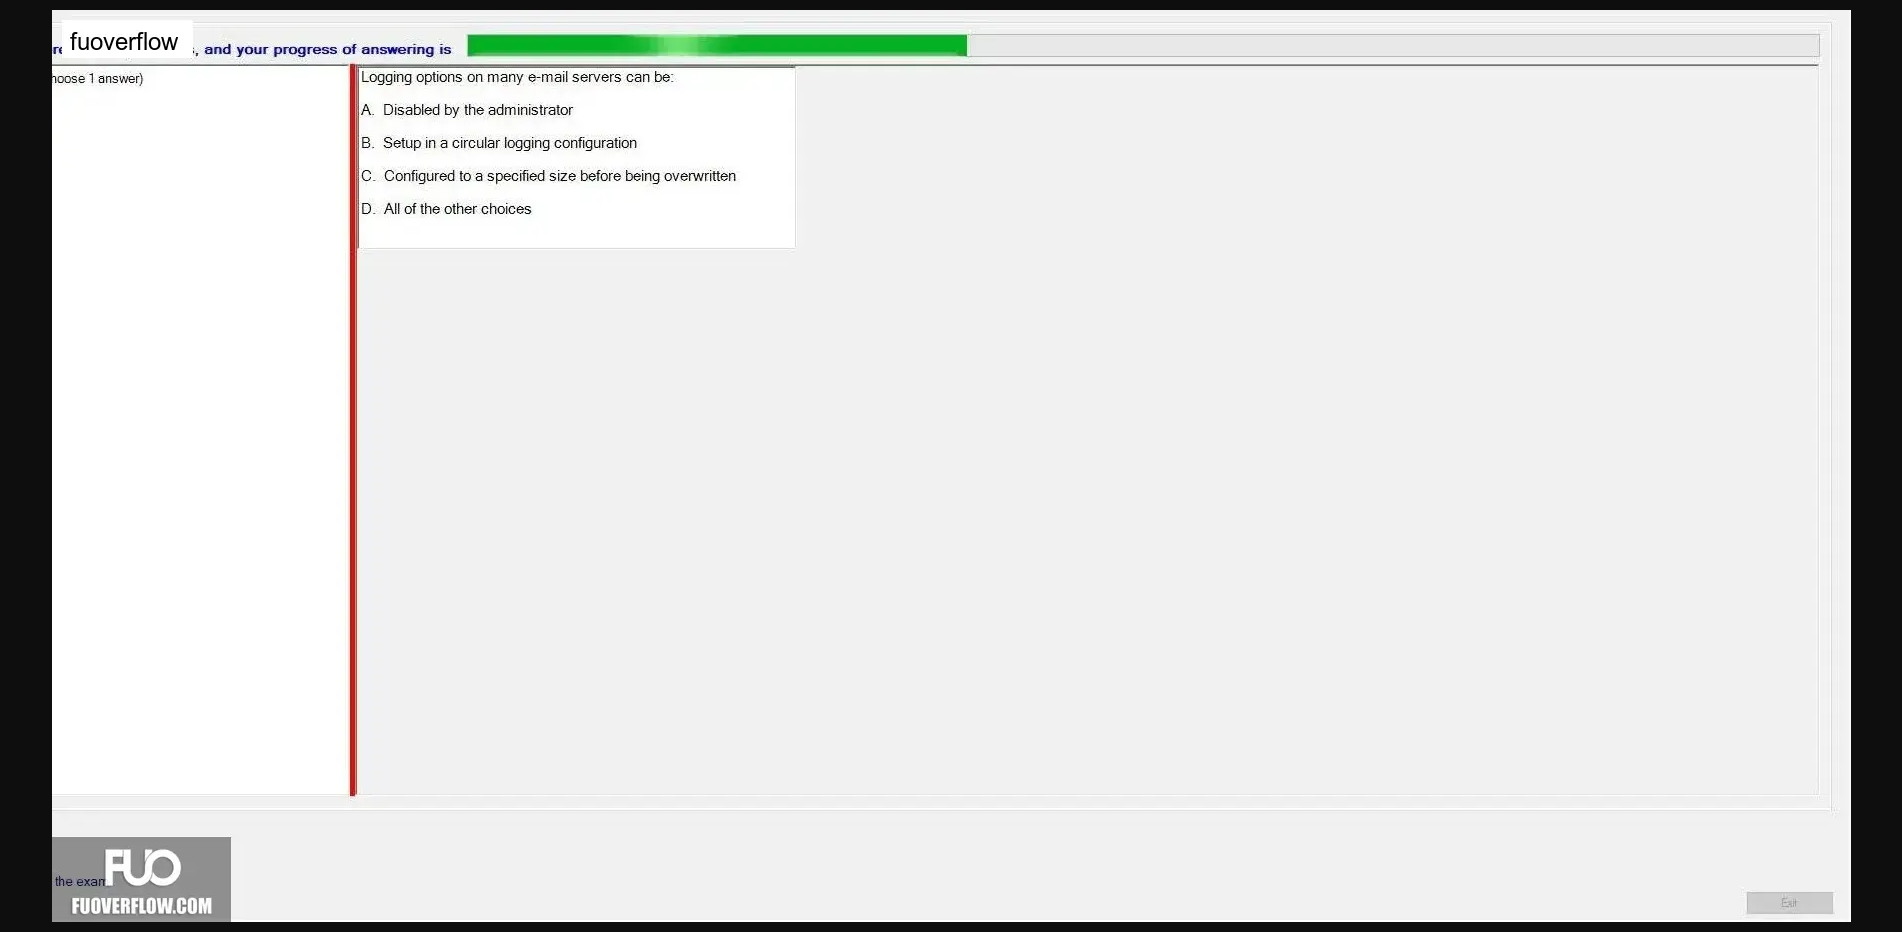 fuoverflow
, and your progress of answering is
hoose 1 answer)
Logging options on many e-mail servers can be:
A. Disabled by the administrator
B. Setup in a circular logging configuration
C. Configured to a specified size before being overwritten
D. All of the other choices
FUO
the exam
FUOVERFLOW.COM
Exit